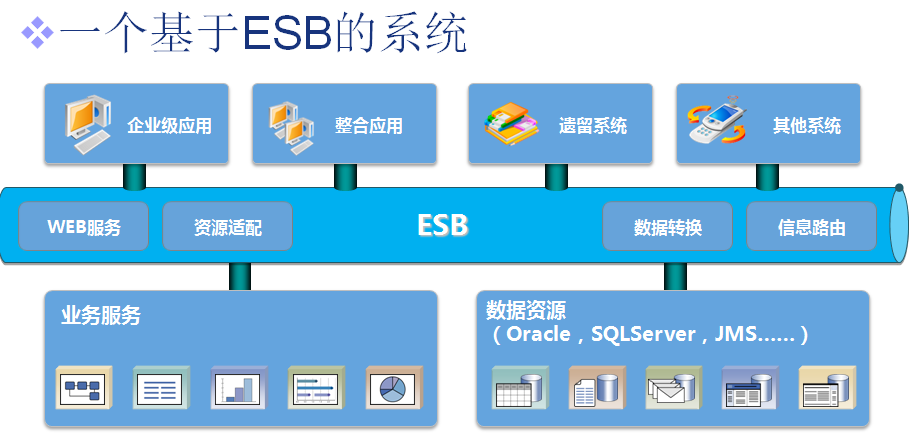 一个基于ESB的系统
企业级应用
整合应用
遗留系统
其他系统
WEB服务
资源适配
ESB
数据转换
信息路由
业务服务
数据资源
（Oracle，SQLServer，JMS……）